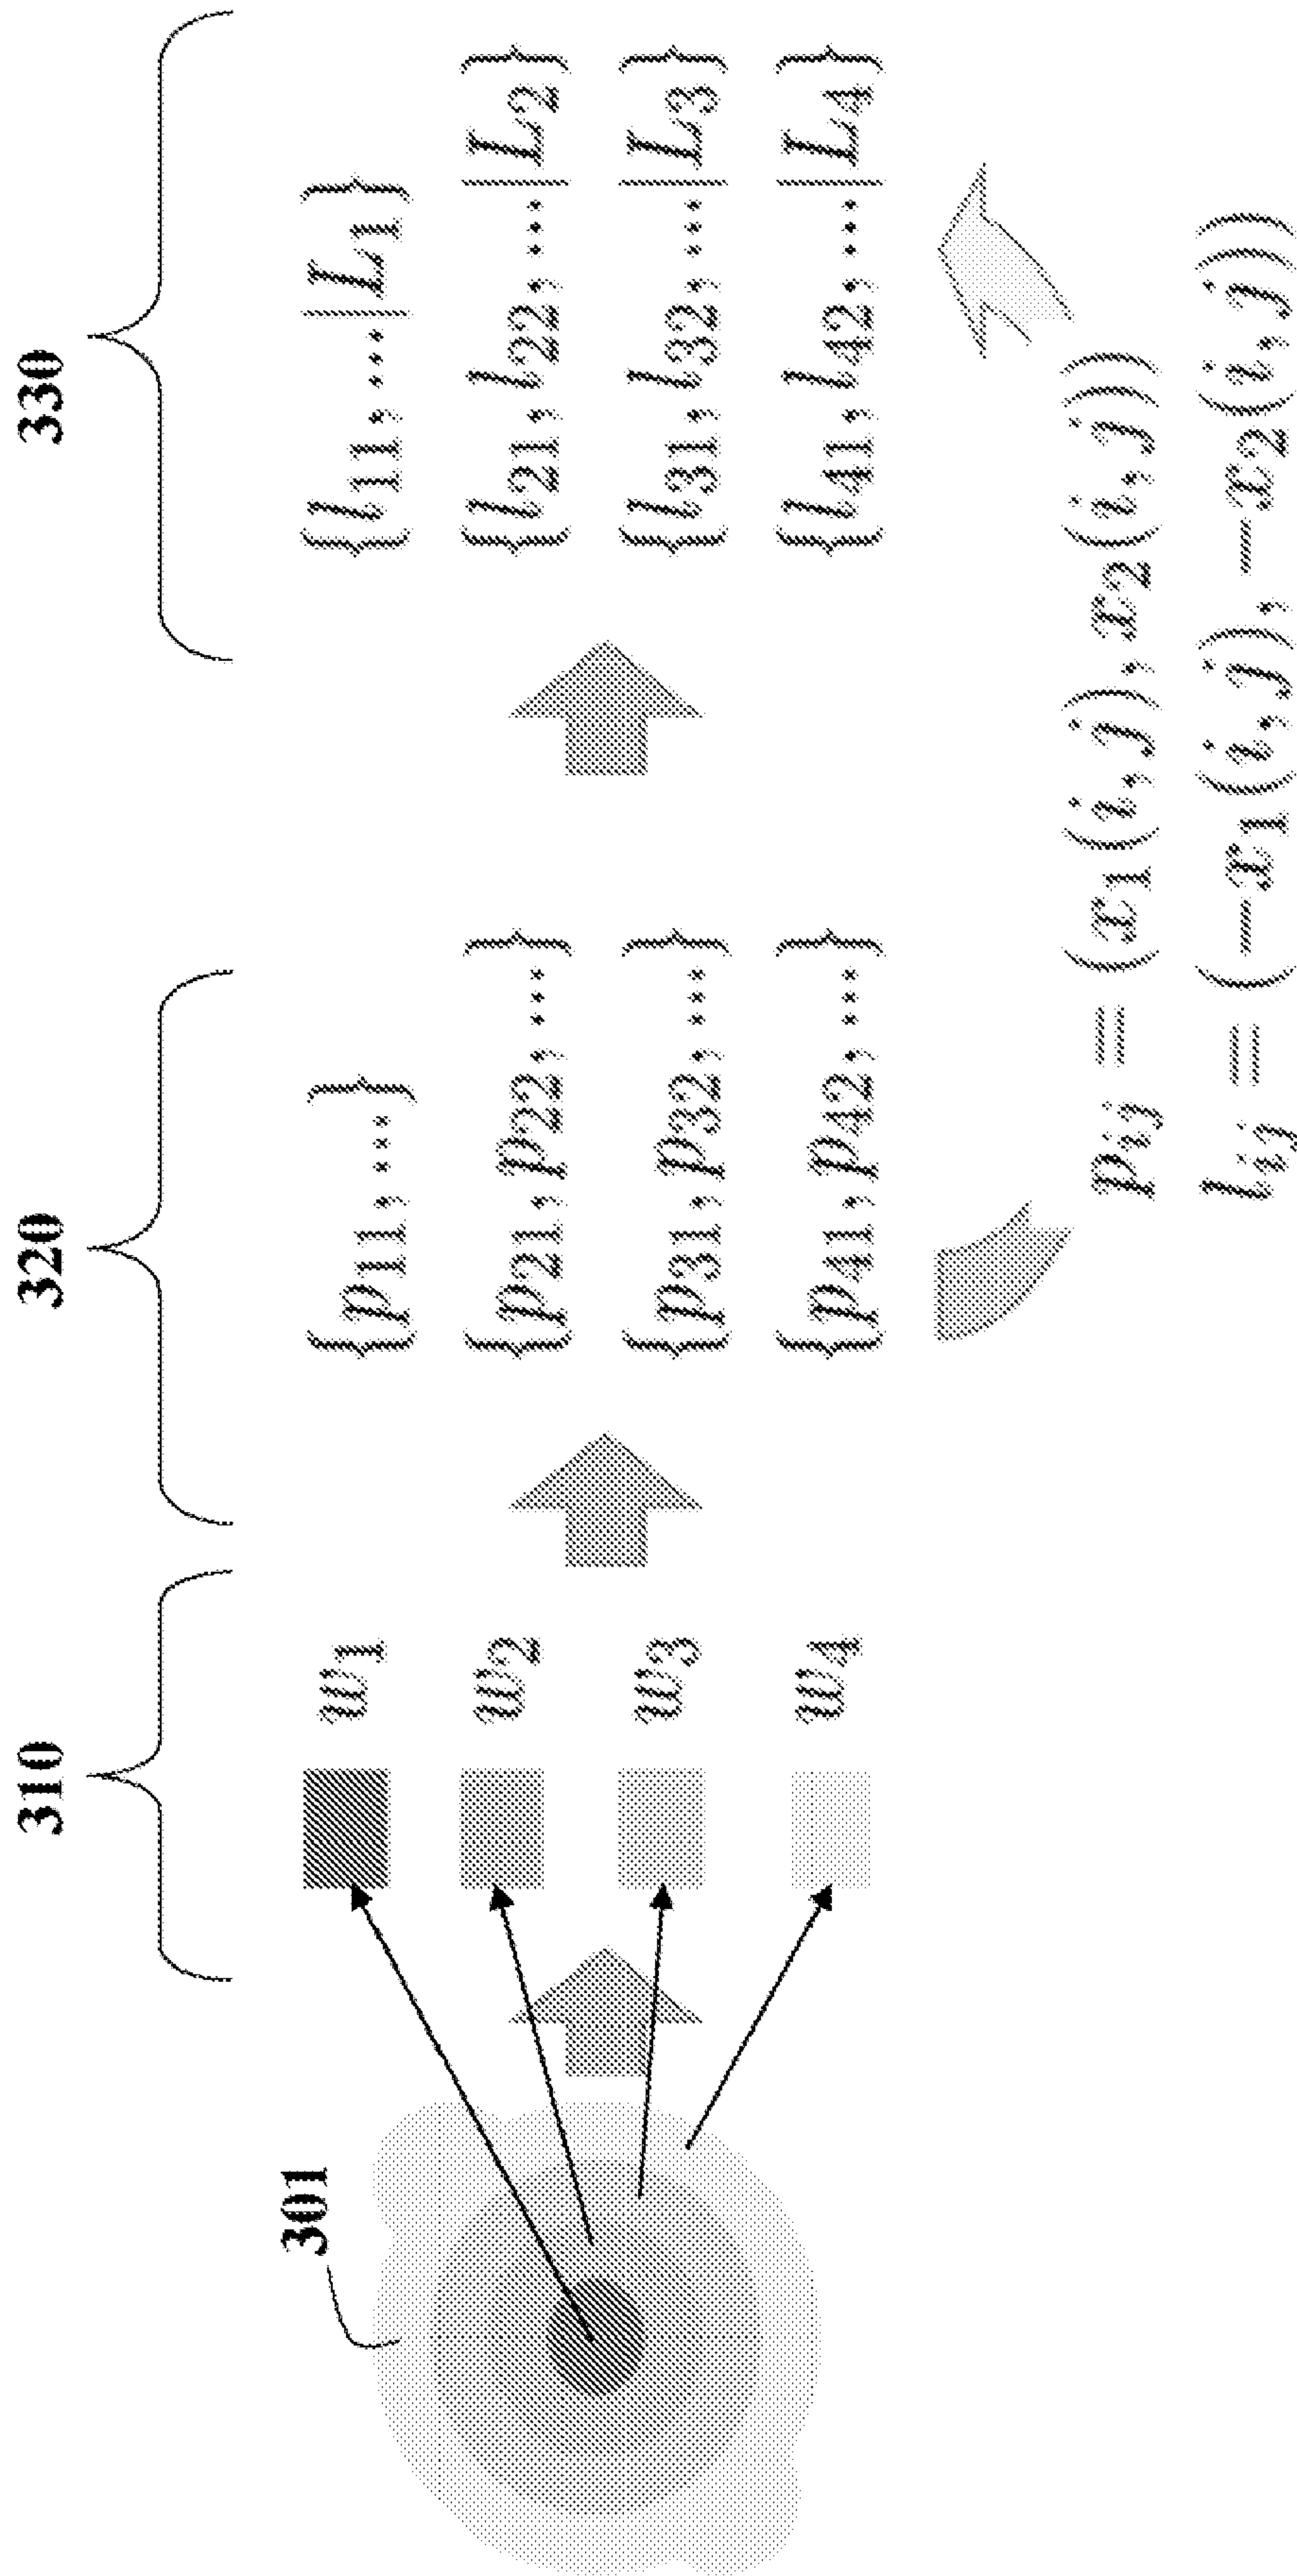 310 320 330
301
w₁ {p₁₁, ...} {l₁₁, ... | L₁}
w₂ {p₂₁, p₂₂, ...} {l₂₁, l₂₂, ... | L₂}
w₃ {p₃₁, p₃₂, ...} {l₃₁, l₃₂, ... | L₃}
w₄ {p₄₁, p₄₂, ...} {l₄₁, l₄₂, ... | L₄}
pᵢⱼ = (x₁(i, j), x₂(i, j))
lᵢⱼ = (−x₁(i, j), −x₂(i, j))